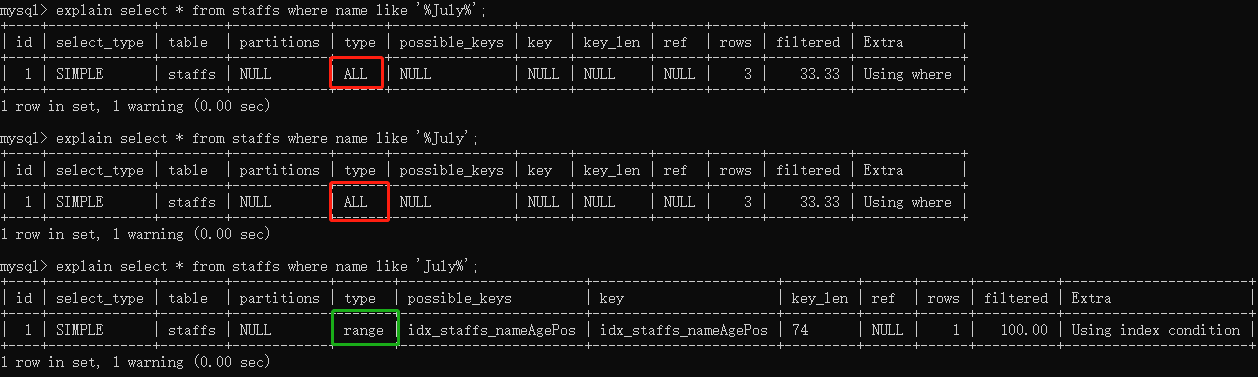 mysql> explain select * from staffs where name like '%July%';
+----+-------------+--------+------------+------+---------------+------+---------+------+------+----------+-------------+
| id | select_type | table  | partitions | type | possible_keys | key  | key_len | ref  | rows | filtered | Extra       |
+----+-------------+--------+------------+------+---------------+------+---------+------+------+----------+-------------+
|  1 | SIMPLE      | staffs | NULL       | ALL  | NULL          | NULL | NULL    | NULL |    3 |    33.33 | Using where |
+----+-------------+--------+------------+------+---------------+------+---------+------+------+----------+-------------+
1 row in set, 1 warning (0.00 sec)
mysql> explain select * from staffs where name like '%July';
+----+-------------+--------+------------+------+---------------+------+---------+------+------+----------+-------------+
| id | select_type | table  | partitions | type | possible_keys | key  | key_len | ref  | rows | filtered | Extra       |
+----+-------------+--------+------------+------+---------------+------+---------+------+------+----------+-------------+
|  1 | SIMPLE      | staffs | NULL       | ALL  | NULL          | NULL | NULL    | NULL |    3 |    33.33 | Using where |
+----+-------------+--------+------------+------+---------------+------+---------+------+------+----------+-------------+
1 row in set, 1 warning (0.00 sec)
mysql> explain select * from staffs where name like 'July%';
+----+-------------+--------+------------+-------+-----------------------+-----------------------+---------+------+------+----------+-----------------------+
| id | select_type | table  | partitions | type  | possible_keys         | key                   | key_len | ref  | rows | filtered | Extra                 |
+----+-------------+--------+------------+-------+-----------------------+-----------------------+---------+------+------+----------+-----------------------+
|  1 | SIMPLE      | staffs | NULL       | range | idx_staffs_nameAgePos | idx_staffs_nameAgePos | 74      | NULL |    1 |   100.00 | Using index condition |
+----+-------------+--------+------------+-------+-----------------------+-----------------------+---------+------+------+----------+-----------------------+
1 row in set, 1 warning (0.00 sec)